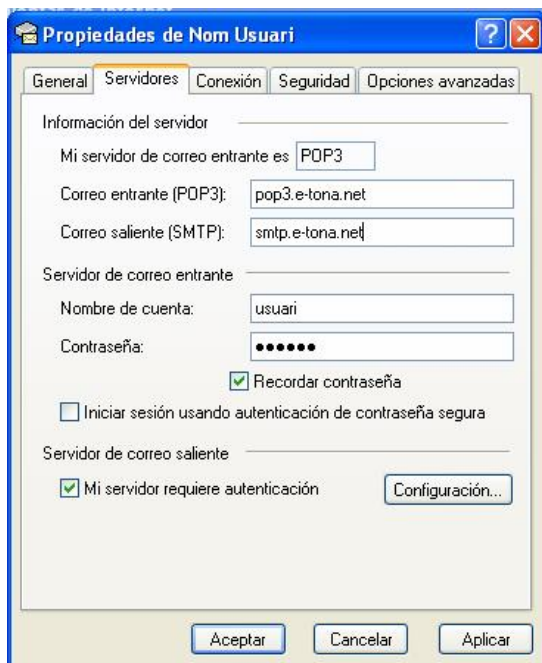 Propiedades de Nom Usuari
General Servidores Conexión Seguridad Opciones avanzadas
Información del servidor
Mi servidor de correo entrante es POP3
Correo entrante (POP3): pop3.e-tona.net
Correo saliente (SMTP): smtp.e-tona.net
Servidor de correo entrante
Nombre de cuenta: usuari
Contraseña: ●●●●●●
Recordar contraseña
Iniciar sesión usando autenticación de contraseña segura
Servidor de correo saliente
Mi servidor requiere autenticación Configuración...
Aceptar Cancelar Aplicar